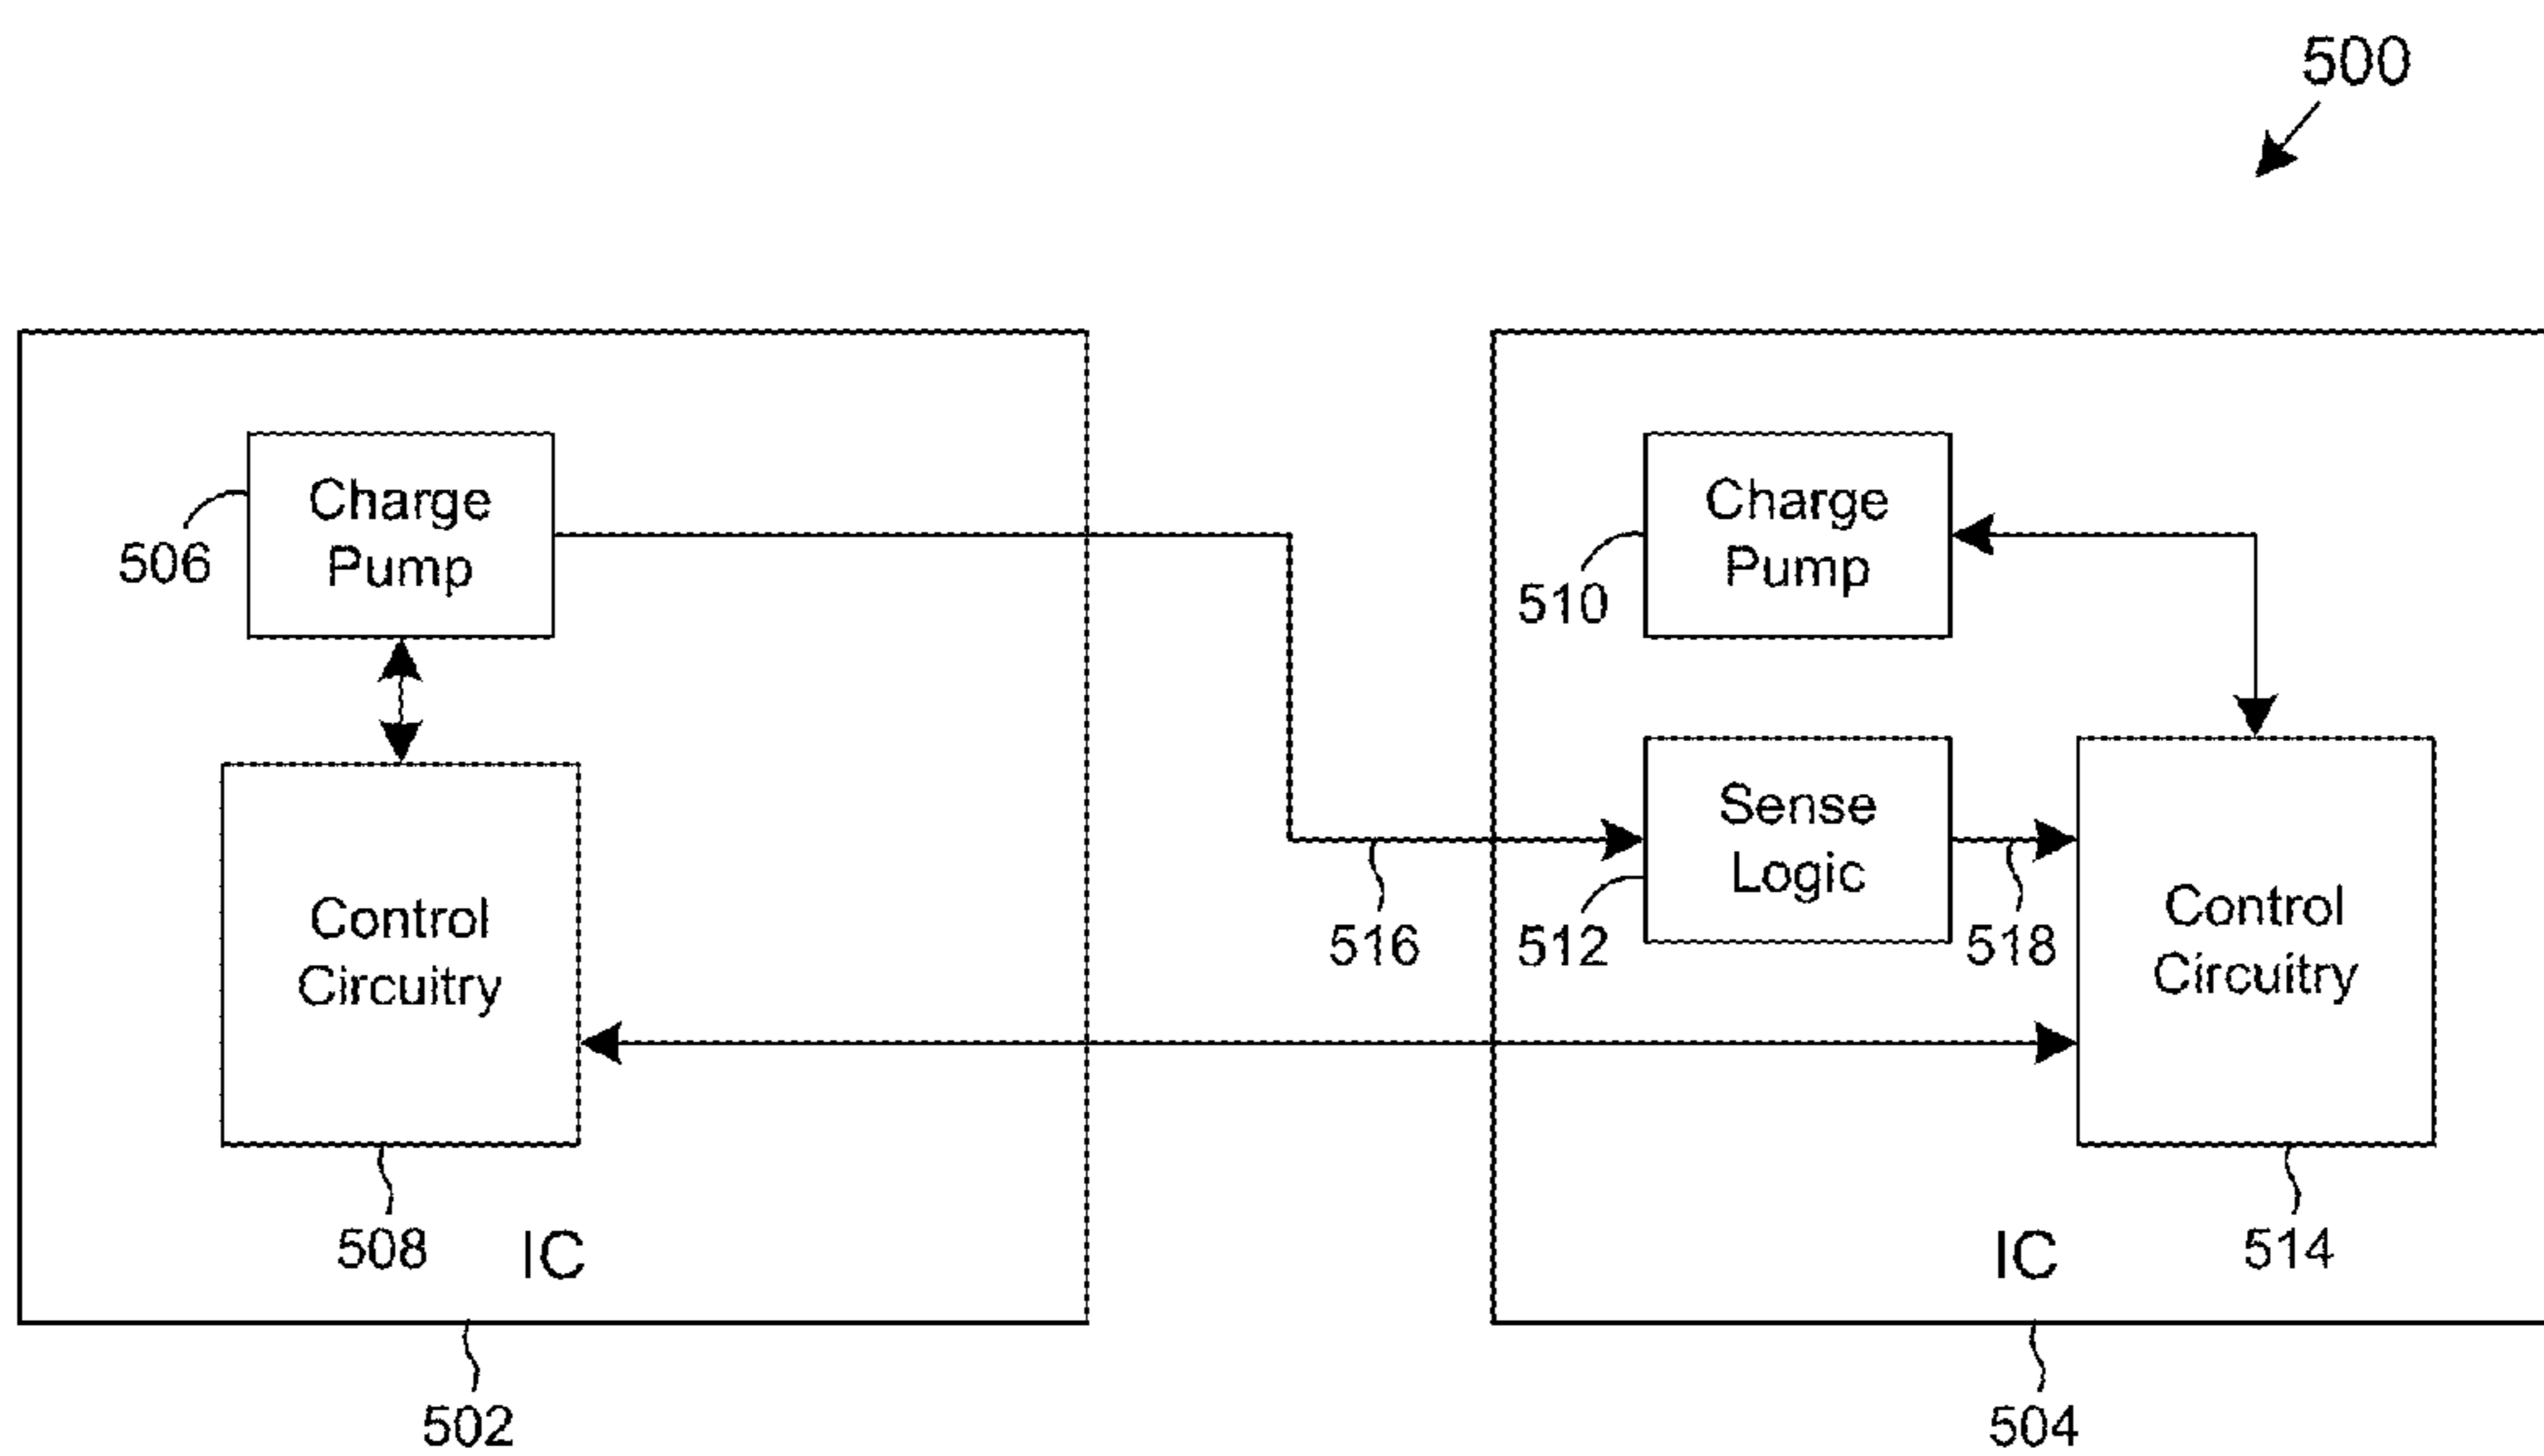 500
Charge
Pump
506
Charge
Pump
510
Sense
Logic
512
516
518
Control
Circuitry
508
Control
Circuitry
514
IC
502
IC
504